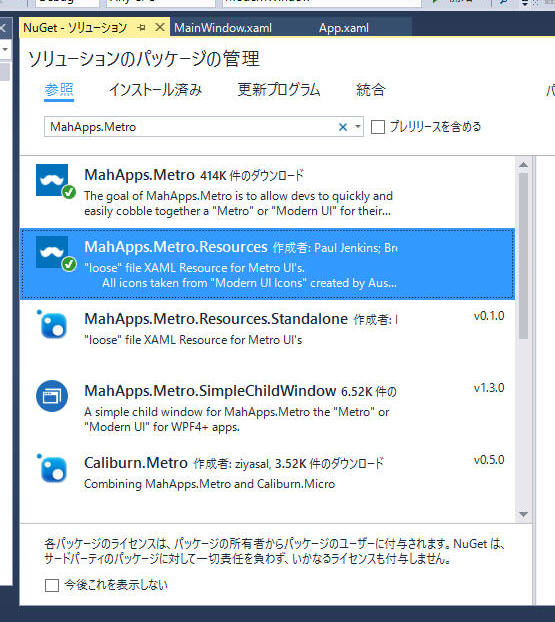 NuGet - ソリューション MainWindow.xaml App.xaml
ソリューションのパッケージの管理
参照 インストール済み 更新プログラム 統合
MahApps.Metro プレリリースを含める
MahApps.Metro 414K 件のダウンロード
The goal of MahApps.Metro is to allow devs to quickly and
easily cobble together a "Metro" or "Modern UI" for their...
MahApps.Metro.Resources 作成者: Paul Jenkins; Br
"loose" file XAML Resource for Metro UI's.
All icons taken from "Modern UI Icons" created by Aus...
MahApps.Metro.Resources.Standalone 作成者: v0.1.0
"loose" file XAML Resource for Metro UI's
MahApps.Metro.SimpleChildWindow 6.52K 件の v1.3.0
A simple child window for MahApps.Metro the "Metro" or
"Modern UI" for WPF4+ apps.
Caliburn.Metro 作成者: ziyasal, 3.52K 件のダウンロード v0.5.0
Combining MahApps.Metro and Caliburn.Micro
各パッケージのライセンスは、パッケージの所有者からパッケージのユーザーに付与されます。NuGet は、
サードパーティのパッケージに対して一切責任を負わず、いかなるライセンスも付与しません。
今後これを表示しない